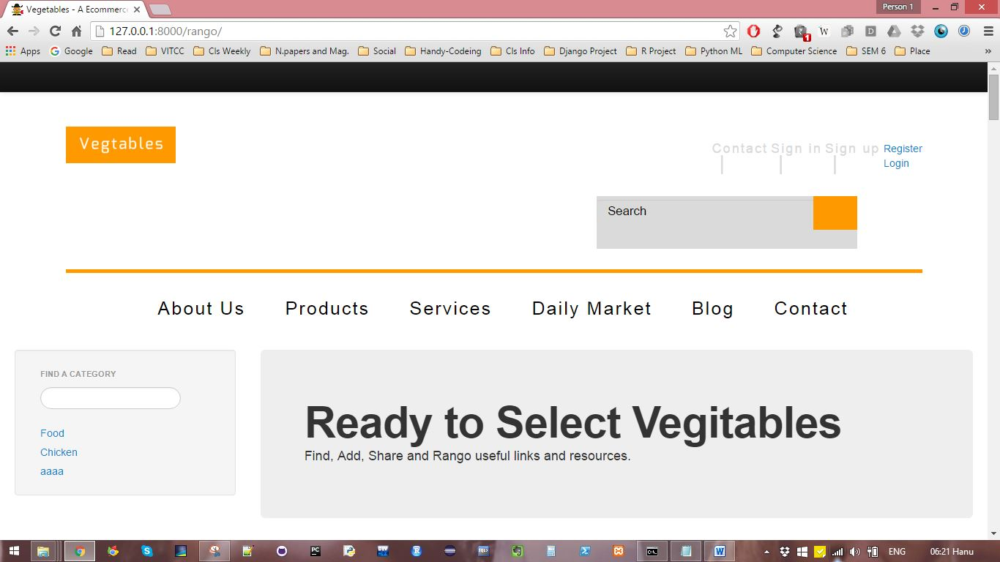 Vegetables - A Ecommerce
Person 1
127.0.0.1:8000/rango/
W
1
D
Apps
Google
Read
VITCC
Cls Weekly
N.papers and Mag.
Social
Handy-Codeing
Cls Info
Django Project
R Project
Python ML
Computer Science
SEM 6
Place
»
Vegtables
Contact Sign in Sign up Register
| | | Login
Search
About Us Products Services Daily Market Blog Contact
FIND A CATEGORY
Food
Chicken
aaaa
Ready to Select Vegitables
Find, Add, Share and Rango useful links and resources.
ENG
06:21 Hanu